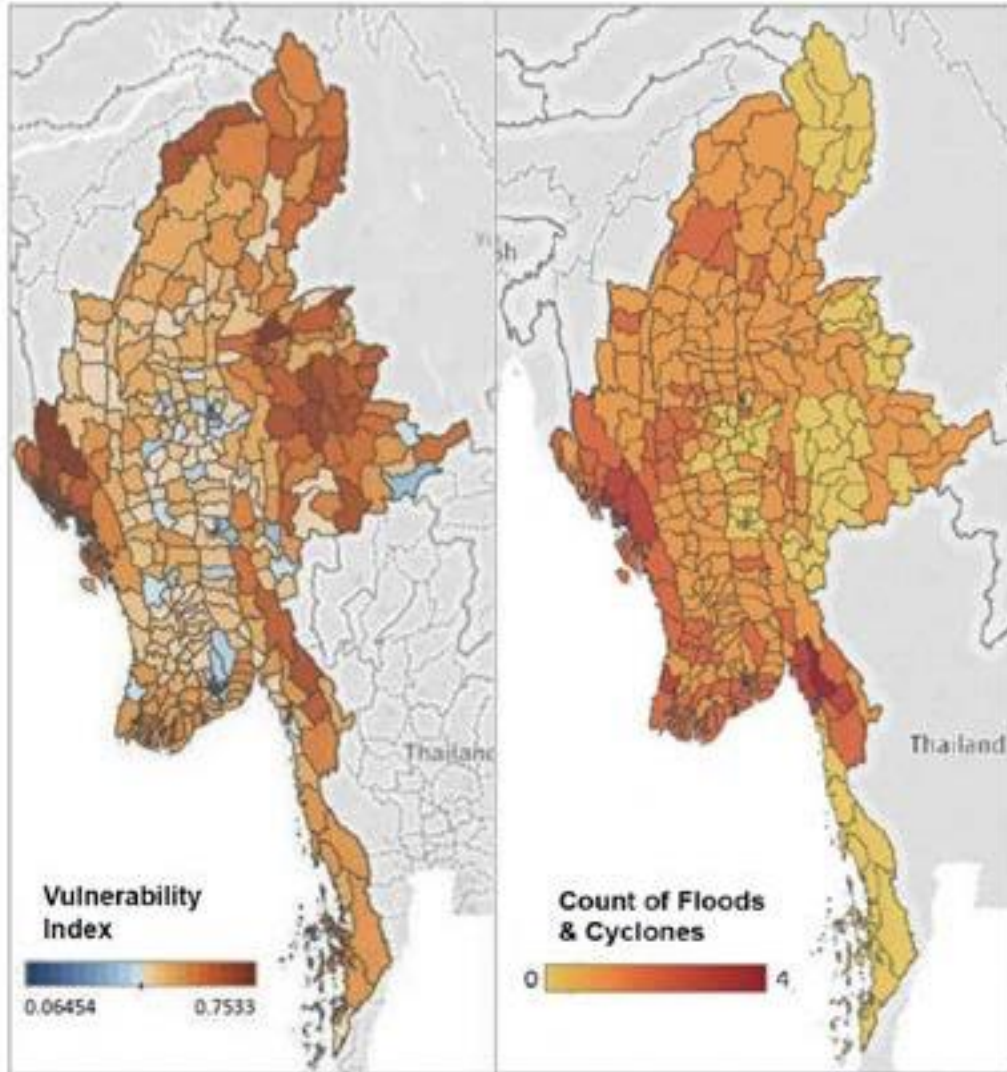 Thailand
Vulnerability
Index
0.06454
0.7533
Thailand
Count of Floods
& Cyclones
0
4